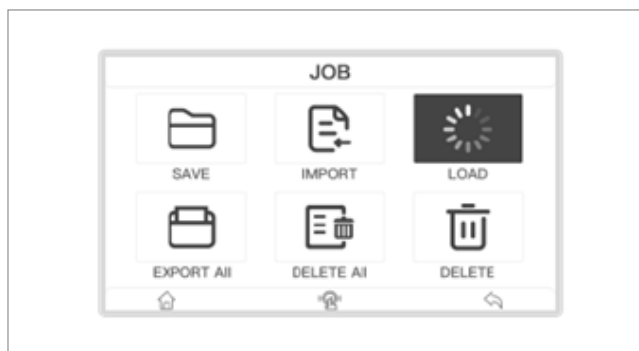 JOB
SAVE IMPORT LOAD
EXPORT All DELETE All DELETE